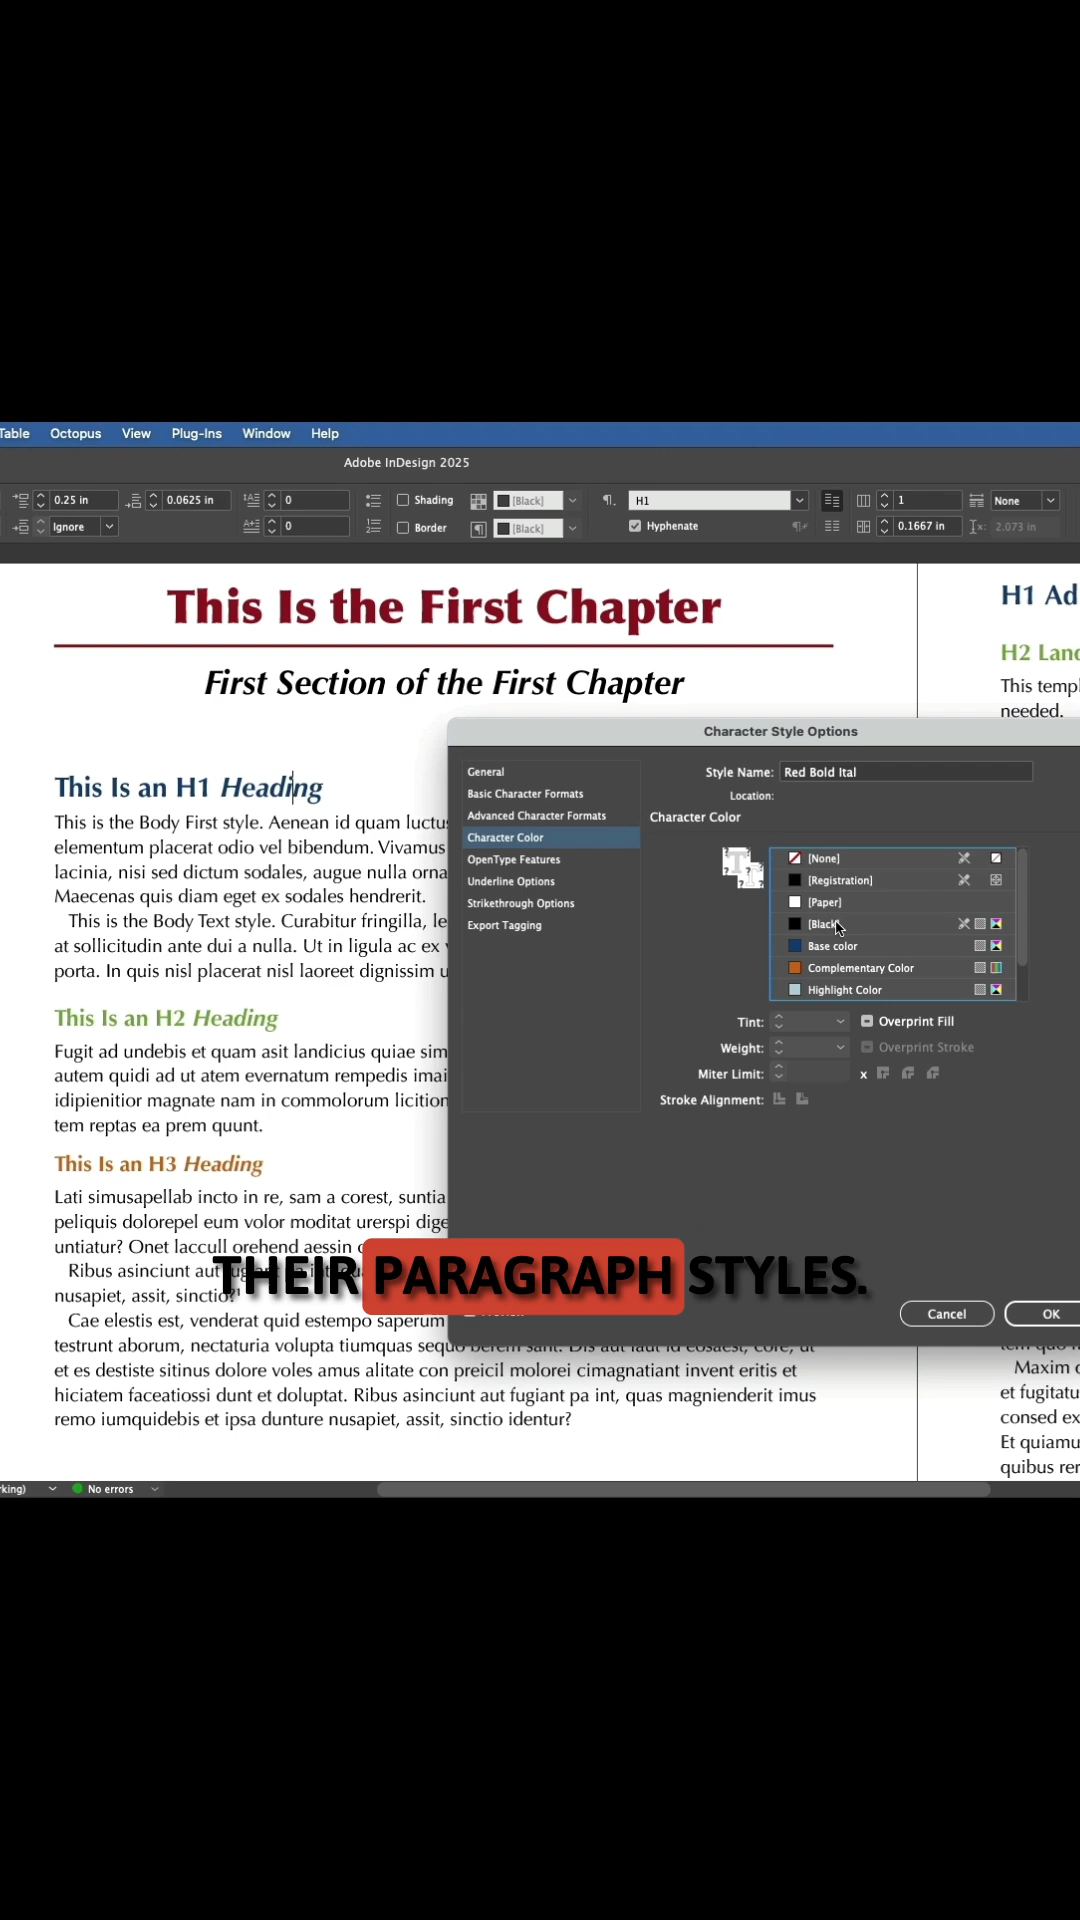 Table Octopus View Plug-Ins Window Help
Adobe InDesign 2025
0.25 in 0.0625 in 0 Shading [Black] H1 1 None
Ignore 0 Border [Black] Hyphenate 0.1667 in 2.073 in
This Is the First Chapter
First Section of the First Chapter
This Is an H1 Heading
This is the Body First style. Aenean id quam luctus
elementum placerat odio vel bibendum. Vivamus
lacinia, nisi sed dictum sodales, augue nulla orna
Maecenas quis diam eget ex sodales hendrerit.
This is the Body Text style. Curabitur fringilla, le
at sollicitudin ante dui a nulla. Ut in ligula ac ex v
porta. In quis nisl placerat nisl laoreet dignissim u
This Is an H2 Heading
Fugit ad undebis et quam asit landicius quiae sim
autem quidi ad ut atem evernatum rempedis imai
idipienitior magnate nam in commolorum licition
tem reptas ea prem quunt.
This Is an H3 Heading
Lati simusapellab incto in re, sam a corest, suntia
peliquis dolorepel eum volor moditat urerspi dige
untiatur? Onet laccull orehend aessin
Ribus asinciunt aut
nusapiet, assit, sinctio?¹
Cae elestis est, venderat quid estempo saperum
testrunt aborum, nectaturia volupta tiumquas sequo
et es destiste sitinus dolore voles amus alitate con preicil molorei cimagnatiant invent eritis et
hiciatem faceatiossi dunt et doluptat. Ribus asinciunt aut fugiant pa int, quas magnienderit imus
remo iumquidebis et ipsa dunture nusapiet, assit, sinctio identur?
H1 Ad
H2 Land
This templ
needed.
Character Style Options
General
Basic Character Formats
Advanced Character Formats
Character Color
OpenType Features
Underline Options
Strikethrough Options
Export Tagging
Style Name: Red Bold Ital
Location:
Character Color
[None]
[Registration]
[Paper]
[Black]
Base color
Complementary Color
Highlight Color
Tint: Overprint Fill
Weight: Overprint Stroke
Miter Limit: x
Stroke Alignment:
THEIR PARAGRAPH STYLES.
Cancel OK
Maxim
et fugitatu
consed ex
Et quiamu
quibus rer
rking) No errors